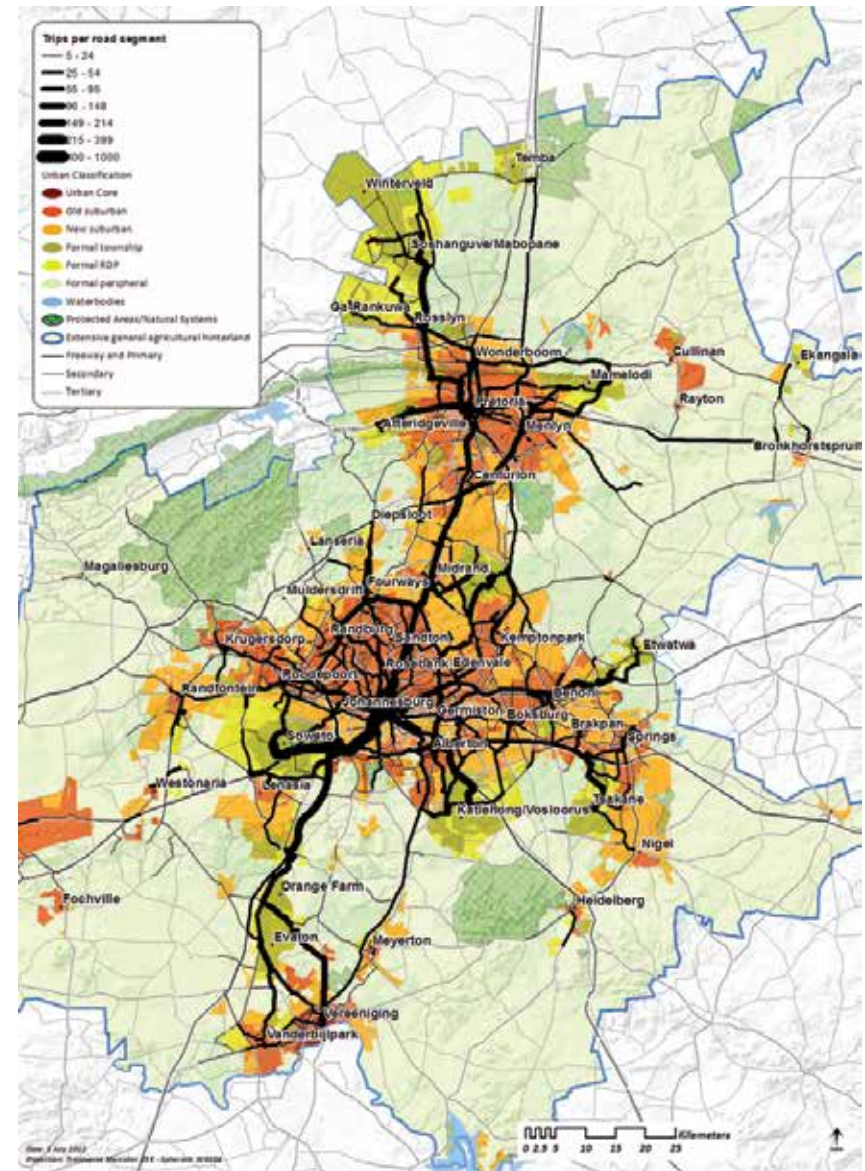 Trips per road segment
5 - 24
25 - 54
55 - 95
96 - 148
149 - 214
215 - 399
400 - 1000
Urban Classification
Urban Core
Old suburban
New suburban
Formal township
Formal RDP
Formal peripheral
Waterbodies
Protected Areas/Natural Systems
Extensive general agricultural hinterland
Freeway and Primary
Secondary
Tertiary
Temba
Winterveld
Soshanguve/Mabopane
Ga-Rankuwa
Rosslyn
Wonderboom
Cullinan
Ekangala
Mamelodi
Rayton
Pretoria
Atteridgeville
Menlyn
Bronkhorstspruit
Centurion
Diepsloot
Lanseria
Magaliesburg
Midrand
Fourways
Muldersdrift
Randburg
Sandton
Kemptonpark
Krugersdorp
Etwatwa
Rosebank
Edenvale
Roodepoort
Randfontein
Benoni
Johannesburg
Germiston
Boksburg
Brakpan
Soweto
Alberton
Springs
Westonaria
Lenasia
Katlehong/Vosloorus
Tsakane
Nigel
Orange Farm
Fochville
Heidelberg
Evaton
Meyerton
Vereeniging
Vanderbijlpark
Kilometers
0 2.5 5 10 15 20 25